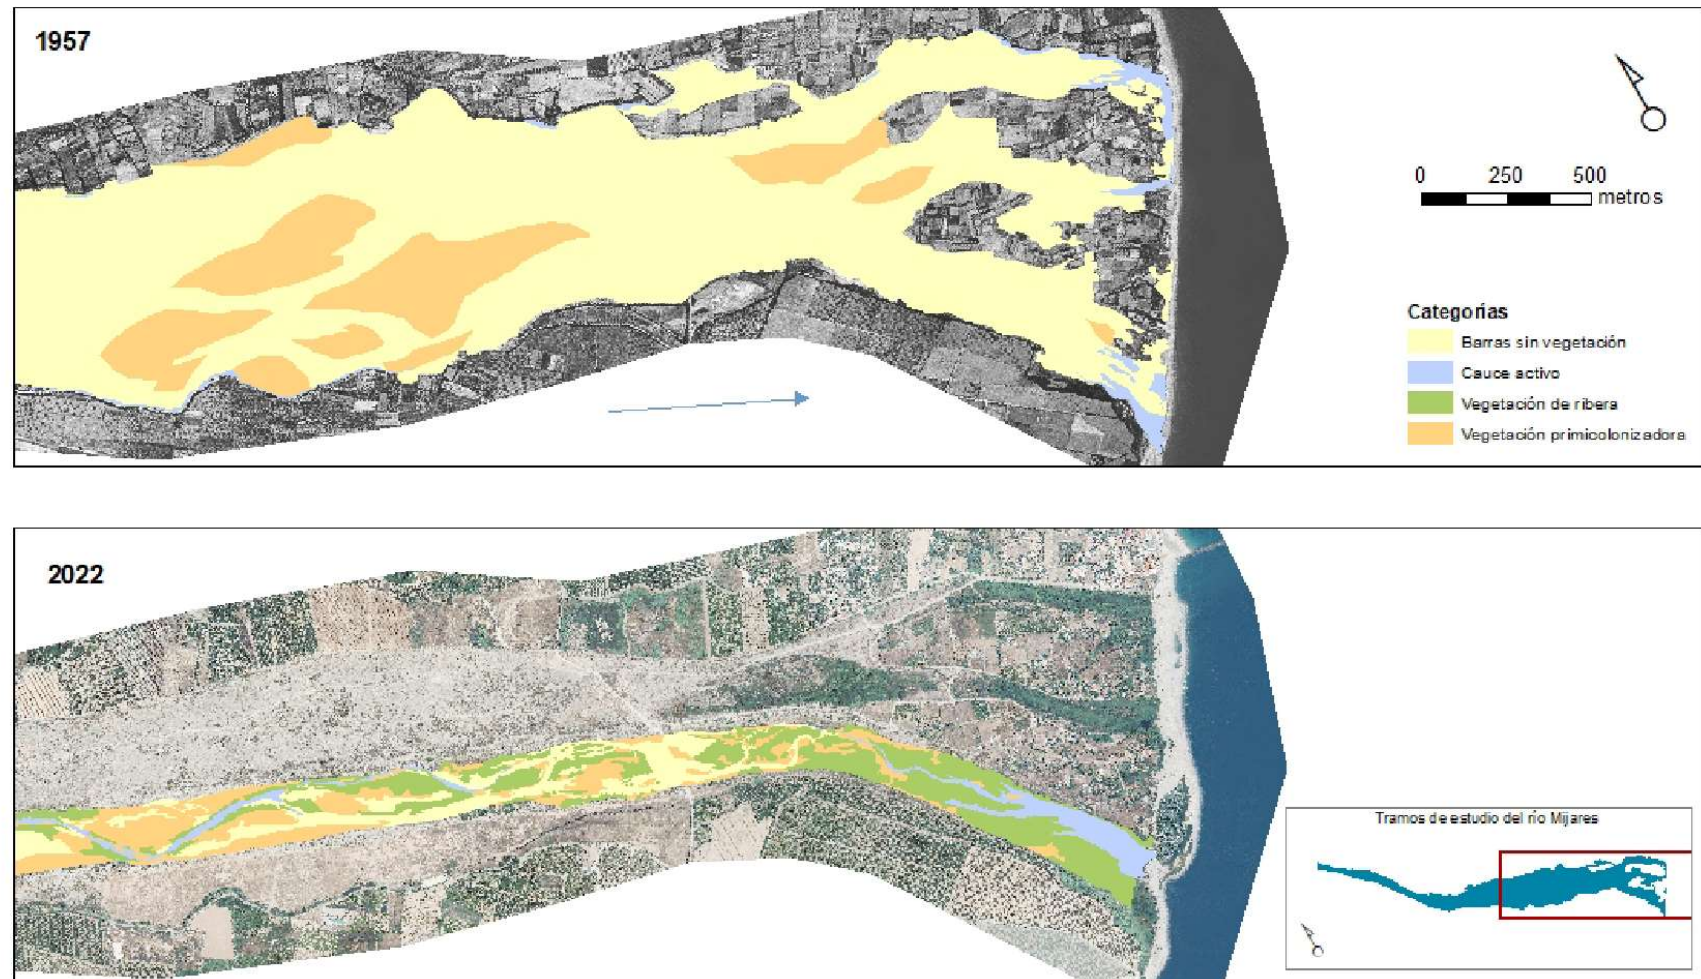 1957
0 250 500
metros
Categorías
Barras sin vegetación
Cauce activo
Vegetación de ribera
Vegetación primicolonizadora
2022
Tramos de estudio del río Mijares